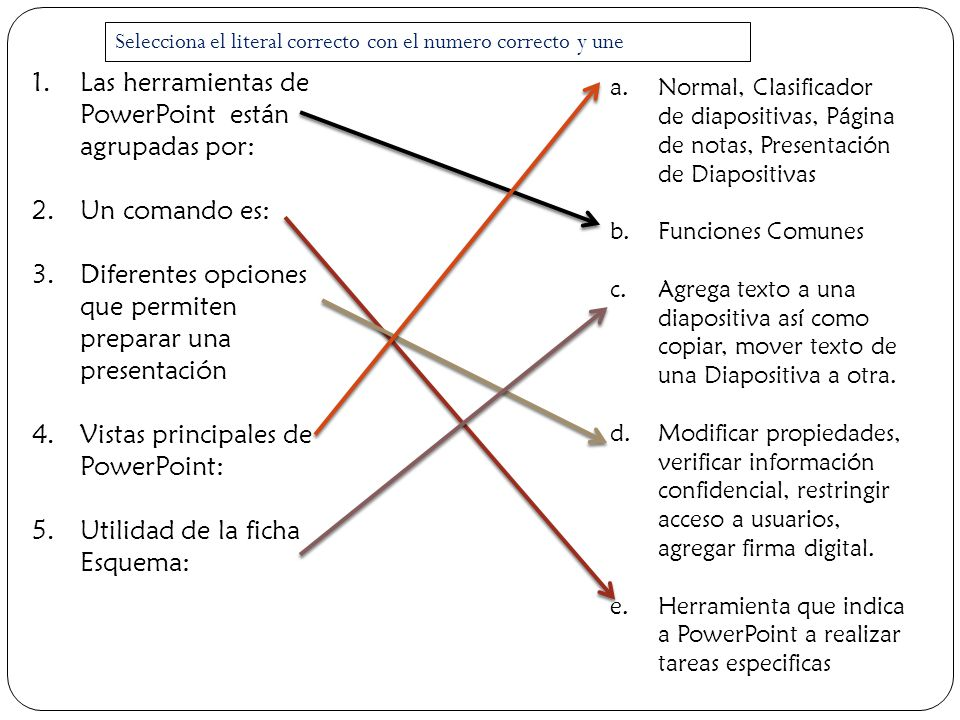 Selecciona el literal correcto con el numero correcto y une
1. Las herramientas de
PowerPoint están
agrupadas por:
2. Un comando es:
3. Diferentes opciones
que permiten
preparar una
presentación
4. Vistas principales de
PowerPoint:
5. Utilidad de la ficha
Esquema:
a. Normal, Clasificador
de diapositivas, Página
de notas, Presentación
de Diapositivas
b. Funciones Comunes
c. Agrega texto a una
diapositiva así como
copiar, mover texto de
una Diapositiva a otra.
d. Modificar propiedades,
verificar información
confidencial, restringir
acceso a usuarios,
agregar firma digital.
e. Herramienta que indica
a PowerPoint a realizar
tareas especificas